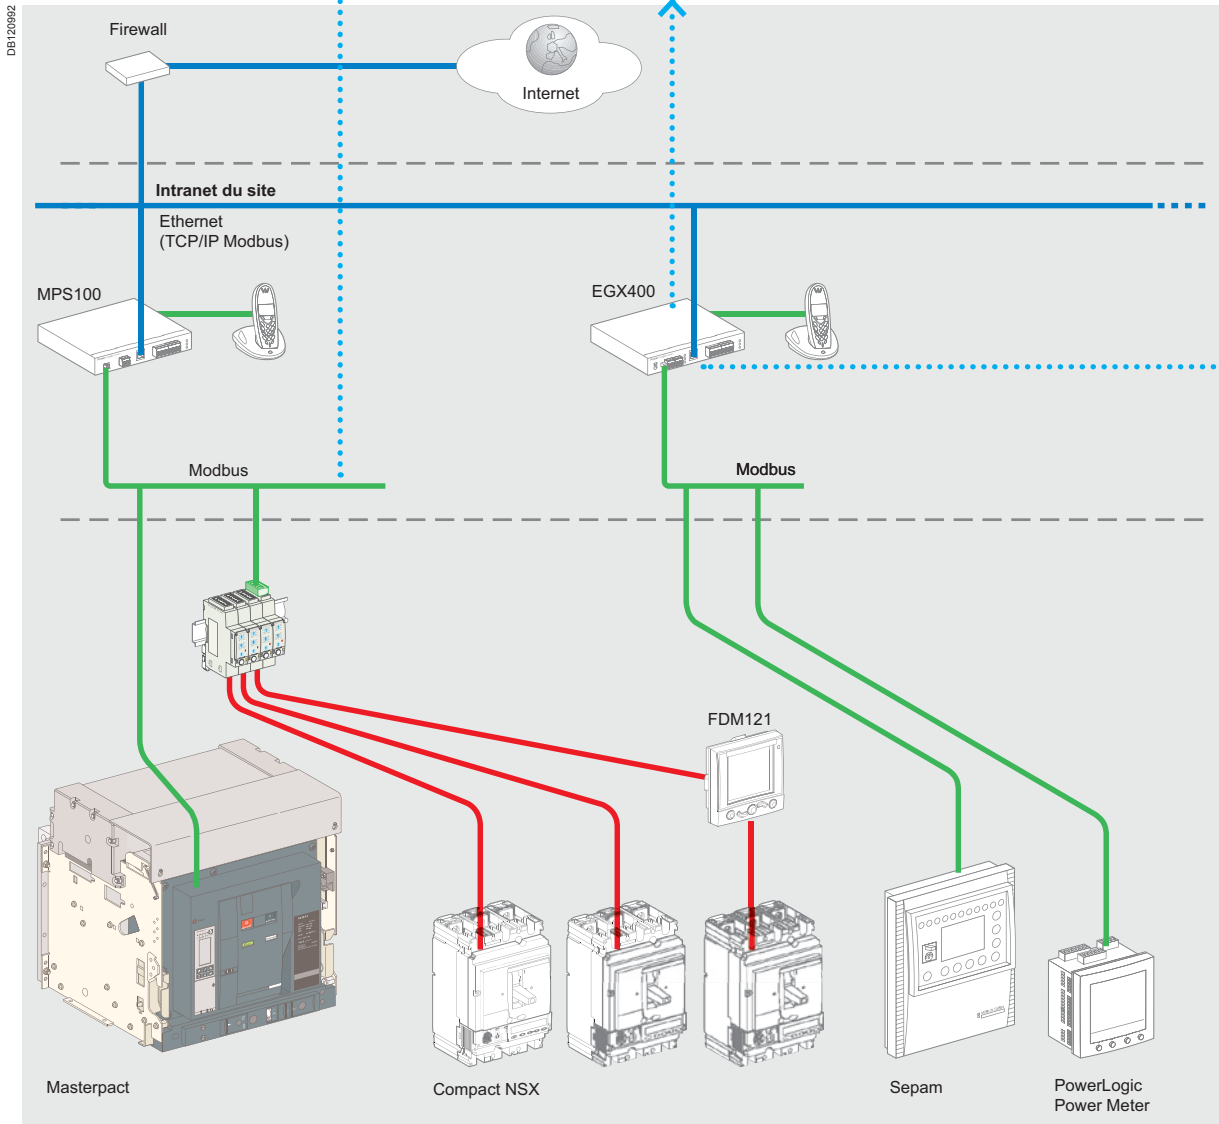 DB120992
Firewall
Internet
Intranet du site
Ethernet
(TCP/IP Modbus)
MPS100
EGX400
Modbus
Modbus
FDM121
Masterpact
Compact NSX
Sepam
PowerLogic
Power Meter